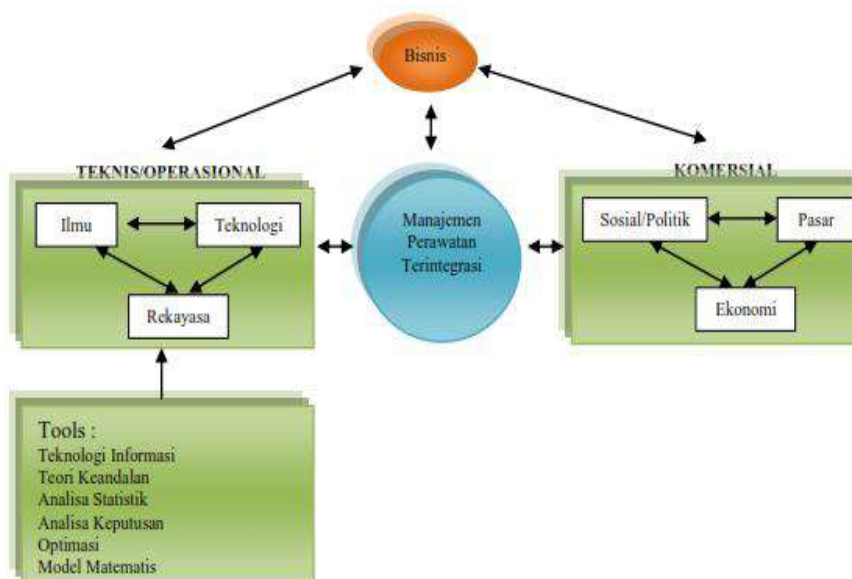 Bisnis
TEKNIS/OPERASIONAL
KOMERSIAL
Ilmu
Teknologi
Rekayasa
Manajemen
Perawatan
Terintegrasi
Sosial/Politik
Pasar
Ekonomi
Tools :
Teknologi Informasi
Teori Keandalan
Analisa Statistik
Analisa Keputusan
Optimasi
Model Matematis